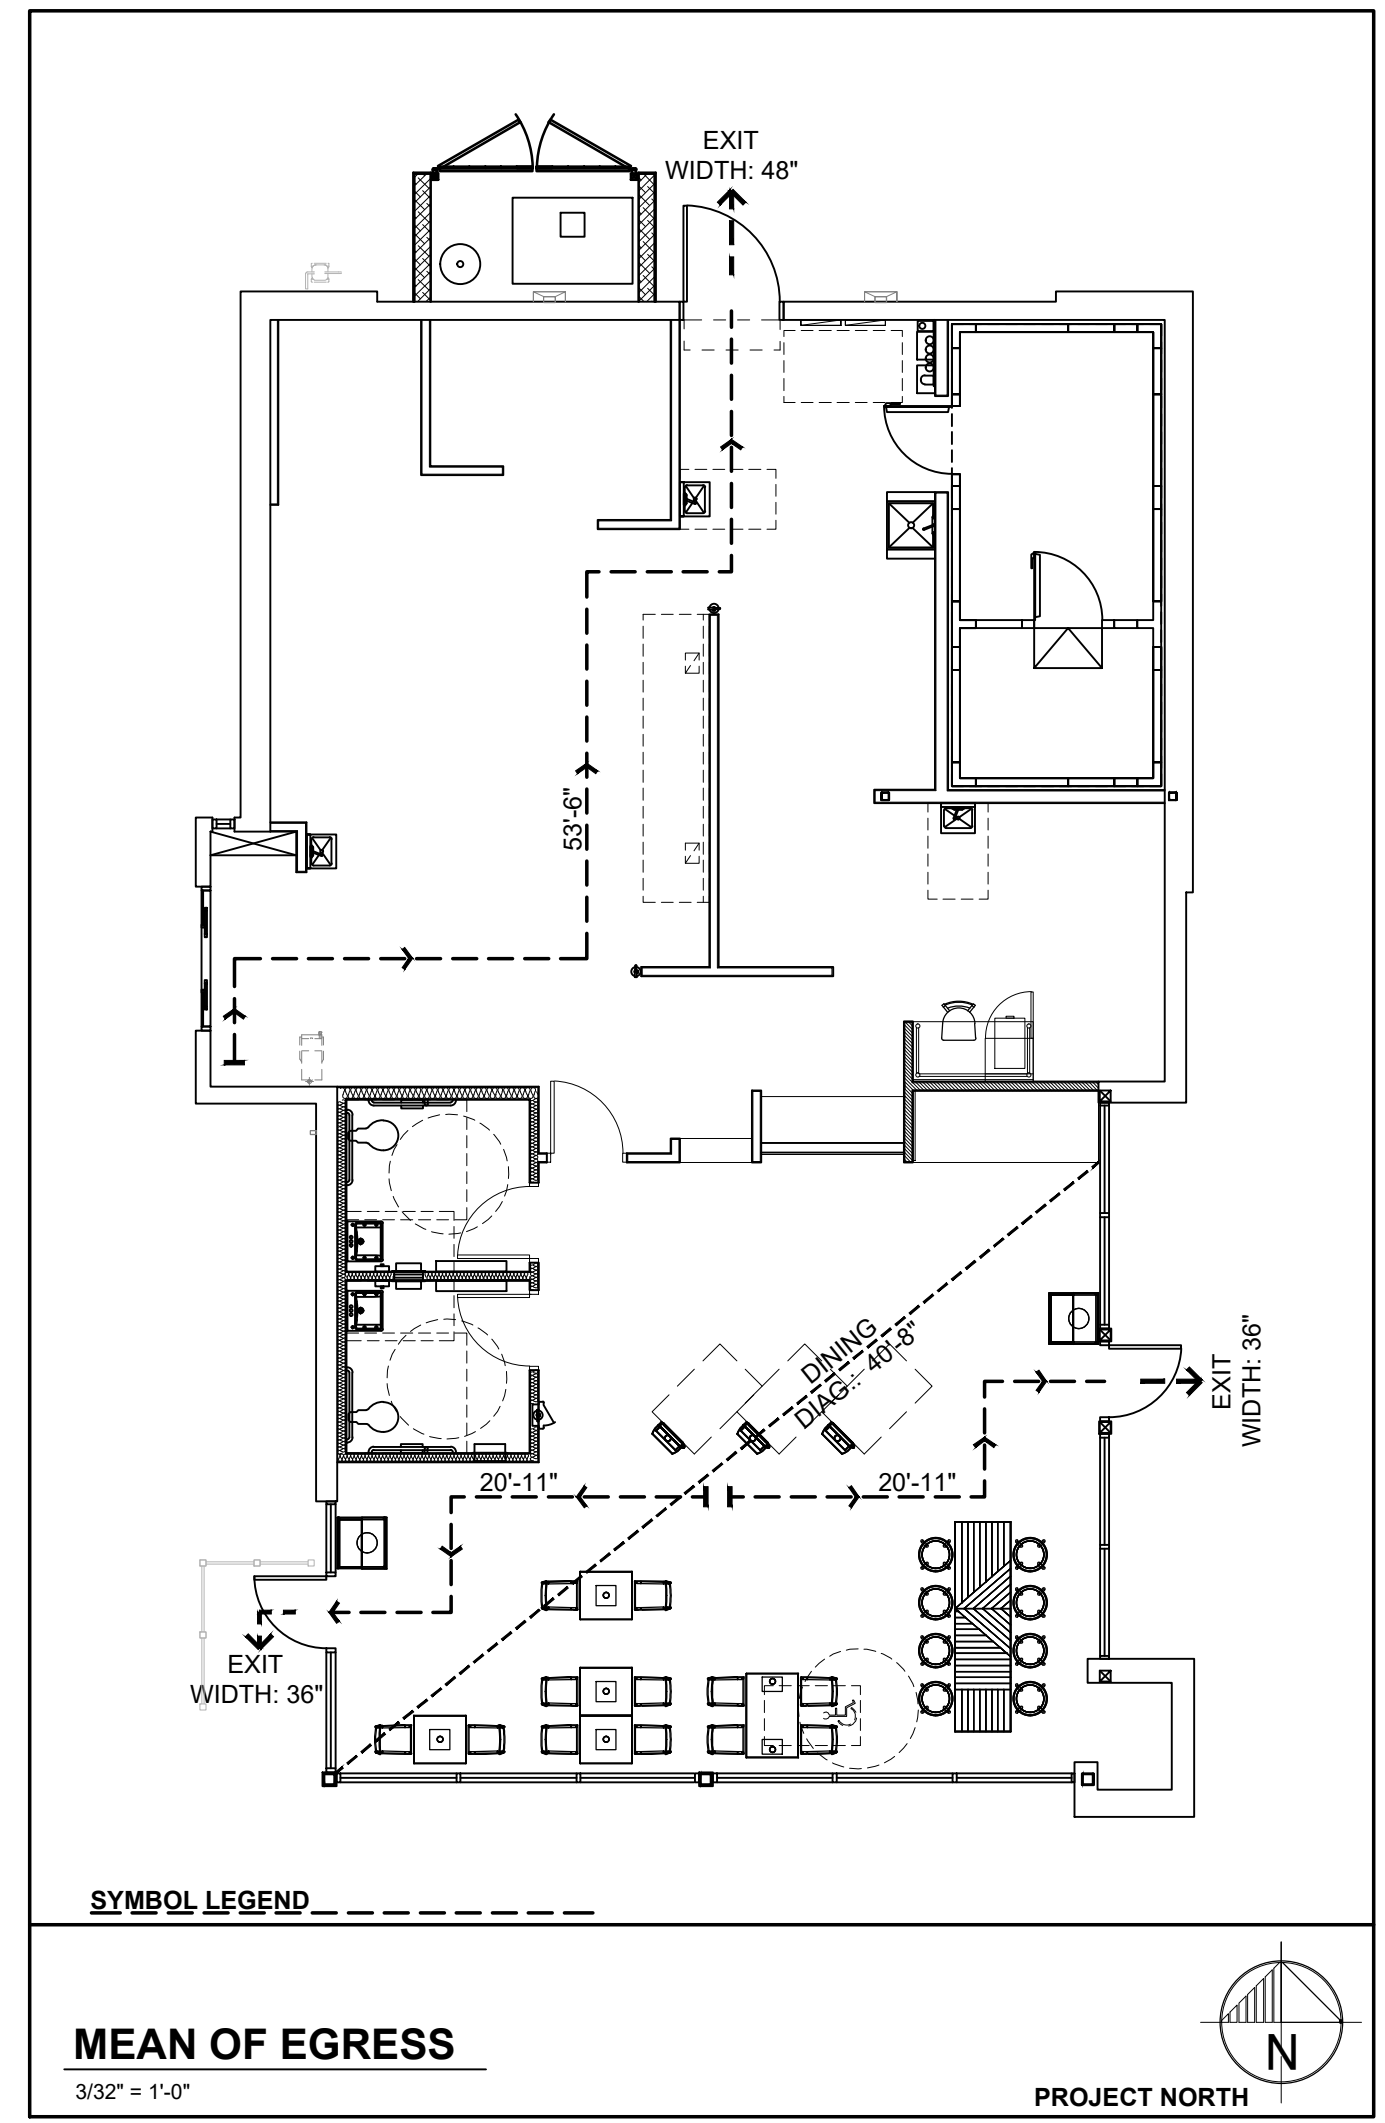 EXIT
WIDTH: 48"
53'-6"
DINING
DIAG.: 40'-8"
EXIT
WIDTH: 36"
20'-11"
20'-11"
EXIT
WIDTH: 36"
SYMBOL LEGEND
MEAN OF EGRESS
3/32" = 1'-0"
N
PROJECT NORTH